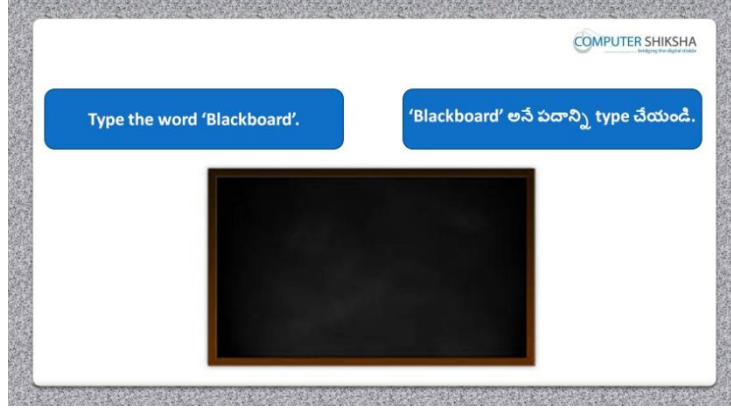 COMPUTER SHIKSHA
bridging the digital divide
Type the word ‘Blackboard’.
‘Blackboard’ అనే పదాన్ని type చేయండి.